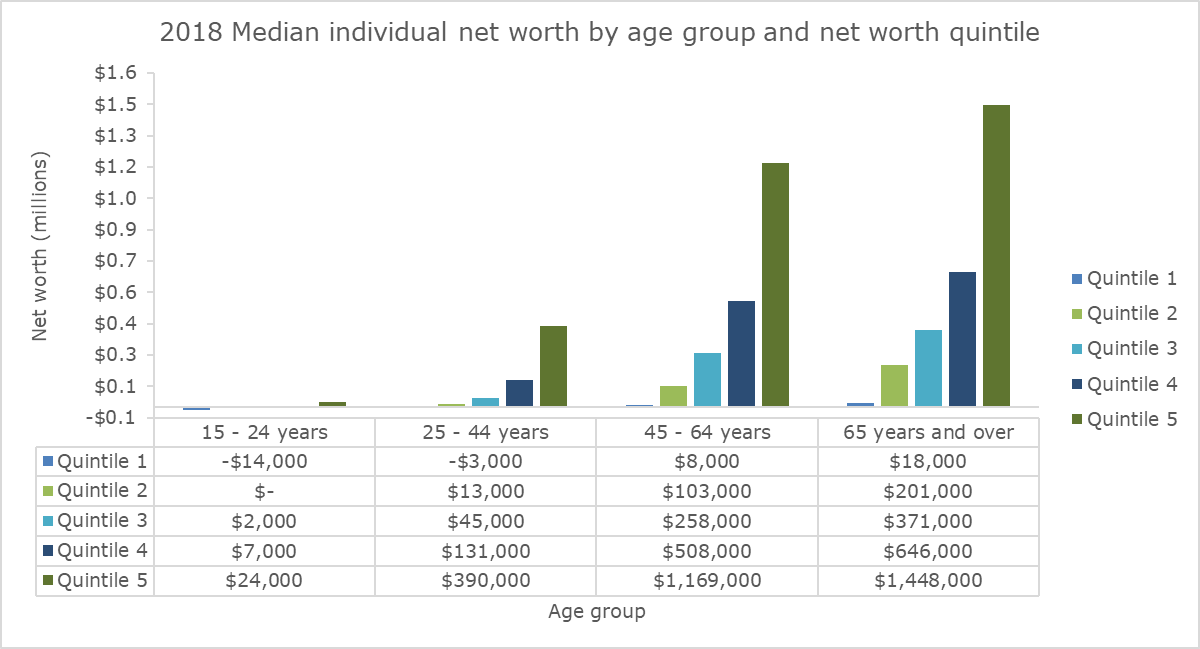 2018 Median individual net worth by age group and net worth quintile
Net worth (millions)
$1.6
$1.5
$1.3
$1.2
$1.0
$0.9
$0.7
$0.6
$0.4
$0.3
$0.1
-$0.1
Quintile 1
Quintile 2
Quintile 3
Quintile 4
Quintile 5
15 - 24 years 25 - 44 years 45 - 64 years 65 years and over
Quintile 1 -$14,000 -$3,000 $8,000 $18,000
Quintile 2 $- $13,000 $103,000 $201,000
Quintile 3 $2,000 $45,000 $258,000 $371,000
Quintile 4 $7,000 $131,000 $508,000 $646,000
Quintile 5 $24,000 $390,000 $1,169,000 $1,448,000
Age group